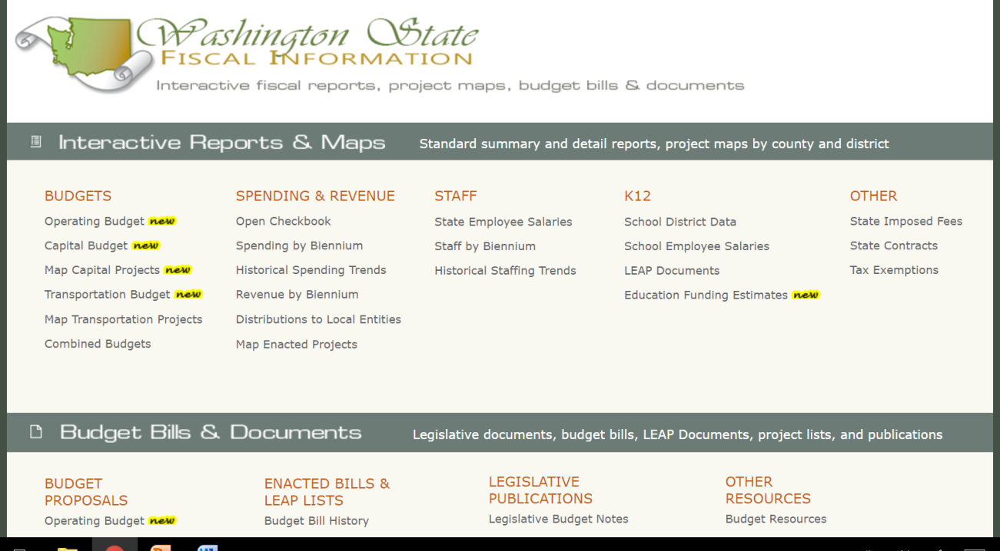 Washington State
Fiscal Information
Interactive fiscal reports, project maps, budget bills & documents
Interactive Reports & Maps Standard summary and detail reports, project maps by county and district
BUDGETS
Operating Budget new
Capital Budget new
Map Capital Projects new
Transportation Budget new
Map Transportation Projects
Combined Budgets
SPENDING & REVENUE
Open Checkbook
Spending by Biennium
Historical Spending Trends
Revenue by Biennium
Distributions to Local Entities
Map Enacted Projects
STAFF
State Employee Salaries
Staff by Biennium
Historical Staffing Trends
K12
School District Data
School Employee Salaries
LEAP Documents
Education Funding Estimates new
OTHER
State Imposed Fees
State Contracts
Tax Exemptions
Budget Bills & Documents Legislative documents, budget bills, LEAP Documents, project lists, and publications
BUDGET
PROPOSALS
Operating Budget new
ENACTED BILLS &
LEAP LISTS
Budget Bill History
LEGISLATIVE
PUBLICATIONS
Legislative Budget Notes
OTHER
RESOURCES
Budget Resources